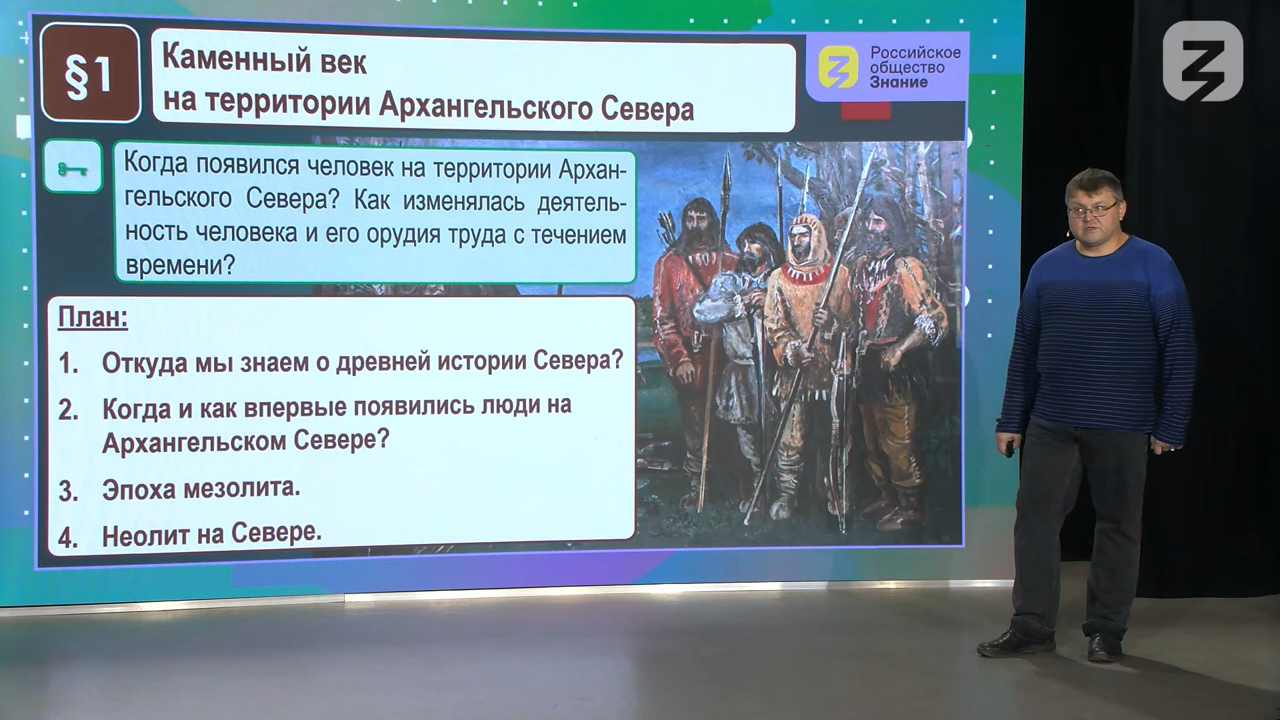 §1
Каменный век
на территории Архангельского Севера
Российское
общество
Знание
Когда появился человек на территории Архан-
гельского Севера? Как изменялась деятель-
ность человека и его орудия труда с течением
времени?
План:
1. Откуда мы знаем о древней истории Севера?
2. Когда и как впервые появились люди на
Архангельском Севере?
3. Эпоха мезолита.
4. Неолит на Севере.